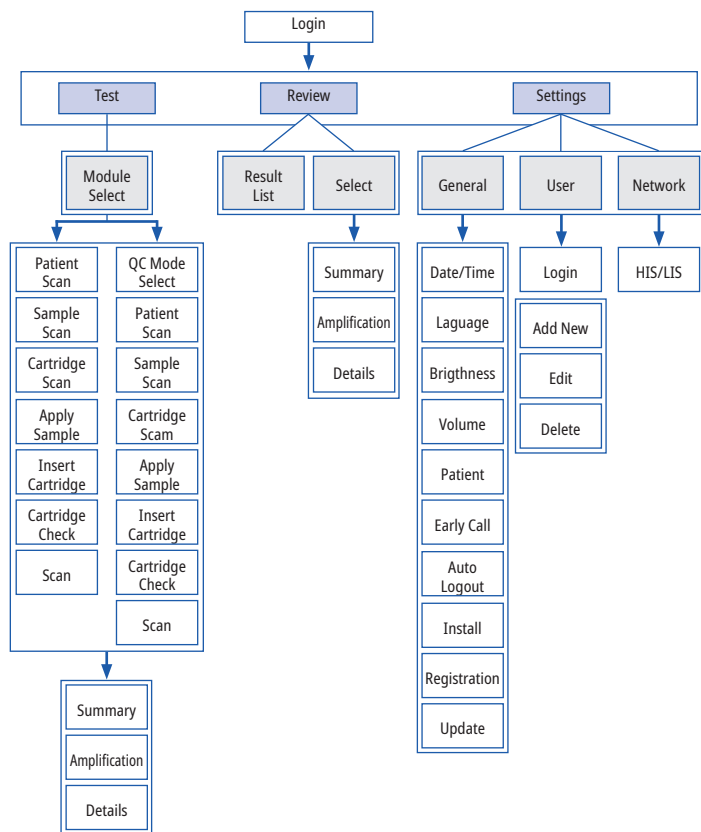 Login
Test
Review
Settings
Module
Select
Result
List
Select
General
User
Network
Patient
Scan
Sample
Scan
Cartridge
Scan
Apply
Sample
Insert
Cartridge
Cartridge
Check
Scan
QC Mode
Select
Patient
Scan
Sample
Scan
Cartridge
Scam
Apply
Sample
Insert
Cartridge
Cartridge
Check
Scan
Summary
Amplification
Details
Summary
Amplification
Details
Date/Time
Laguage
Brigthness
Volume
Patient
Early Call
Auto
Logout
Install
Registration
Update
Login
Add New
Edit
Delete
HIS/LIS